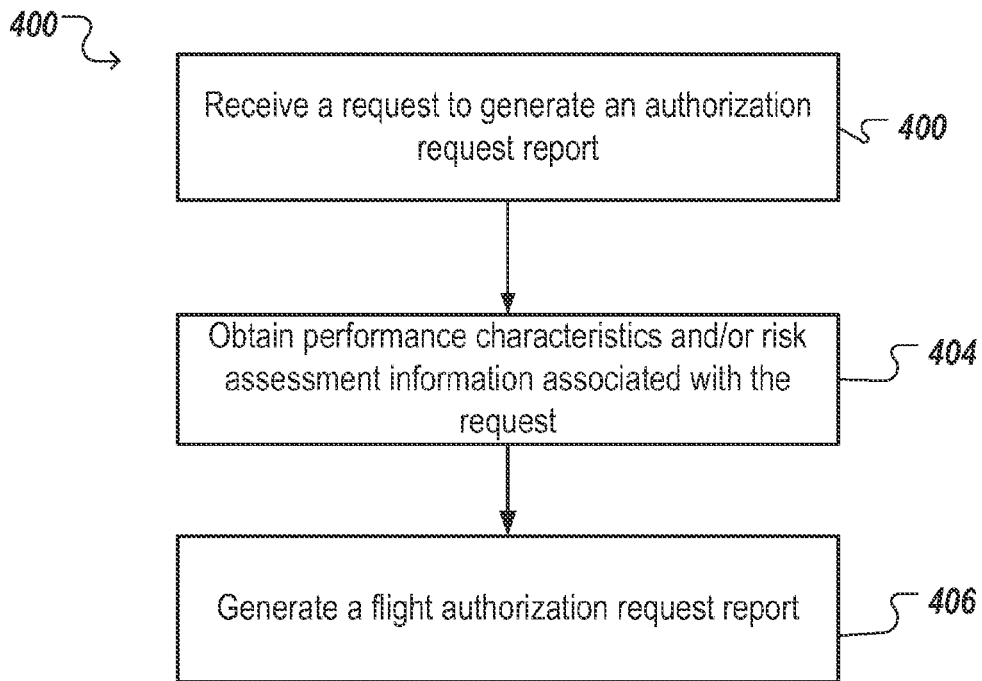 400
Receive a request to generate an authorization
request report
400
Obtain performance characteristics and/or risk
assessment information associated with the
request
404
Generate a flight authorization request report
406